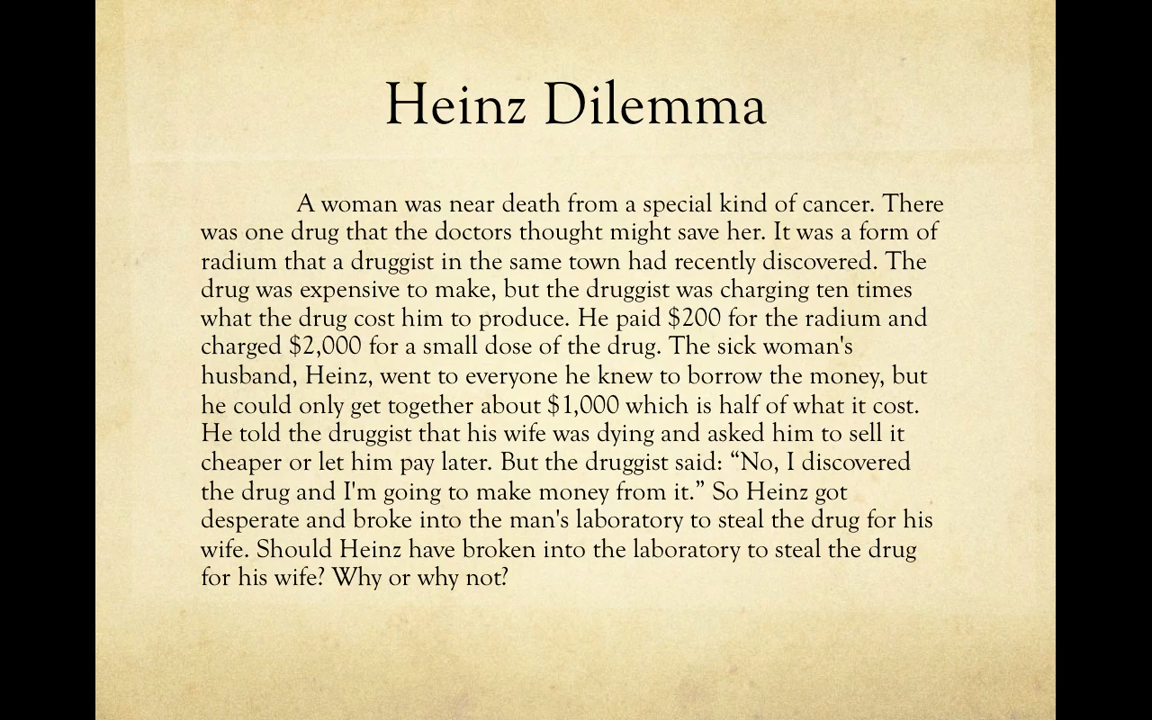 Heinz Dilemma
A woman was near death from a special kind of cancer. There
was one drug that the doctors thought might save her. It was a form of
radium that a druggist in the same town had recently discovered. The
drug was expensive to make, but the druggist was charging ten times
what the drug cost him to produce. He paid $200 for the radium and
charged $2,000 for a small dose of the drug. The sick woman's
husband, Heinz, went to everyone he knew to borrow the money, but
he could only get together about $1,000 which is half of what it cost.
He told the druggist that his wife was dying and asked him to sell it
cheaper or let him pay later. But the druggist said: “No, I discovered
the drug and I'm going to make money from it.” So Heinz got
desperate and broke into the man's laboratory to steal the drug for his
wife. Should Heinz have broken into the laboratory to steal the drug
for his wife? Why or why not?